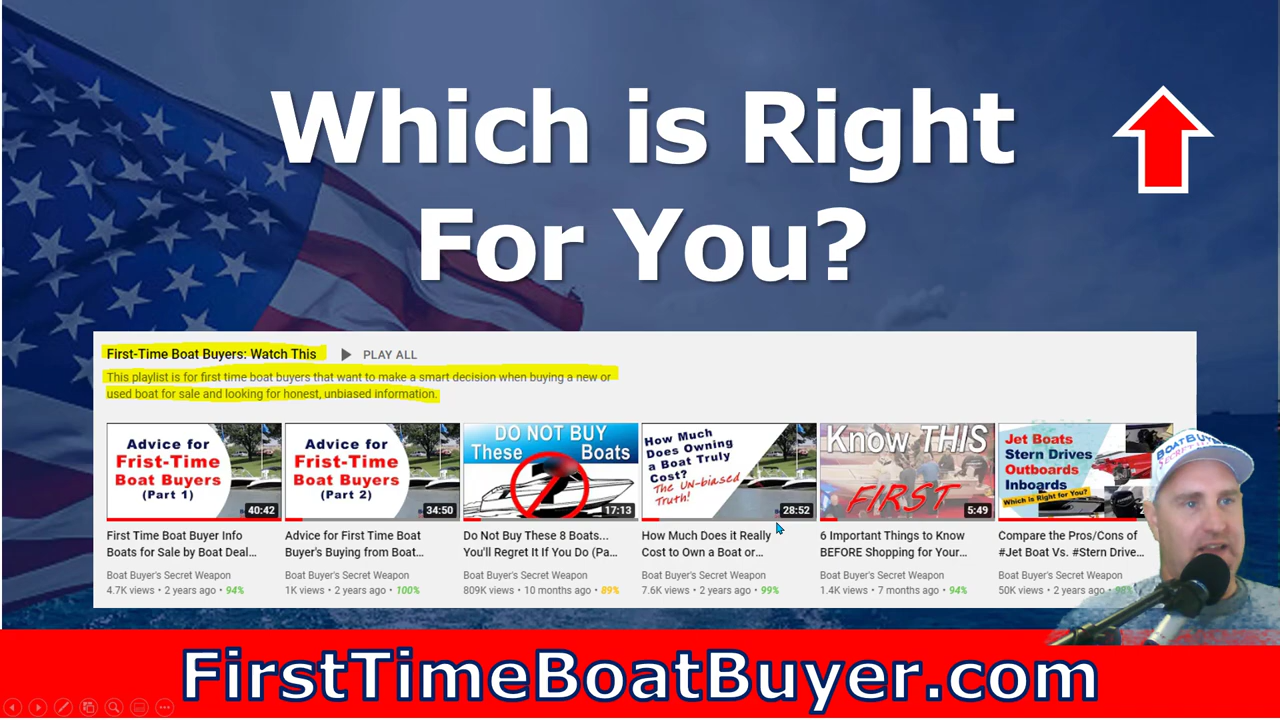 Which is Right
For You?
First-Time Boat Buyers: Watch This
PLAY ALL
This playlist is for first time boat buyers that want to make a smart decision when buying a new or
used boat for sale and looking for honest, unbiased information.
Advice for
Frist-Time
Boat Buyers
(Part 1)
40:42
First Time Boat Buyer Info
Boats for Sale by Boat Deal...
Boat Buyer's Secret Weapon
4.7K views • 2 years ago • 94%
Advice for
Frist-Time
Boat Buyers
(Part 2)
34:50
Advice for First Time Boat
Buyer's Buying from Boat...
Boat Buyer's Secret Weapon
1K views • 2 years ago • 100%
DO NOT BUY
These Boats
17:13
Do Not Buy These 8 Boats...
You'll Regret It If You Do (Pa...
Boat Buyer's Secret Weapon
809K views • 10 months ago • 89%
How Much
Does Owning
a Boat Truly
Cost?
The UN-biased
Truth!
28:52
How Much Does it Really
Cost to Own a Boat or...
Boat Buyer's Secret Weapon
7.6K views • 2 years ago • 99%
Know THIS
FIRST
5:49
6 Important Things to Know
BEFORE Shopping for Your...
Boat Buyer's Secret Weapon
1.4K views • 7 months ago • 94%
Jet Boats
Stern Drives
Outboards
Inboards
Which is Right for You?
Compare the Pros/Cons of
#Jet Boat Vs. #Stern Drive...
Boat Buyer's Secret Weapon
50K views • 2 years ago •
FirstTimeBoatBuyer.com